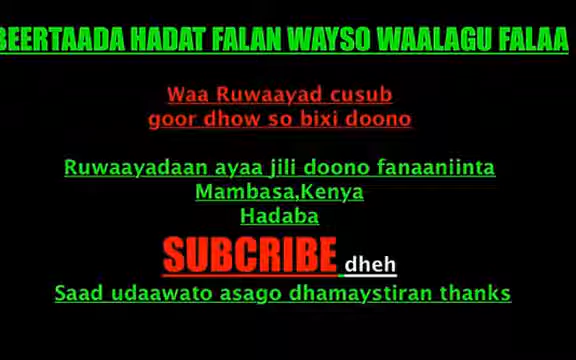 BEERTAADA HADAT FALAN WAYSO WAALAGU FALAA
Waa Ruwaayad cusub
goor dhow so bixi doono
Ruwaayadaan ayaa jili doono fanaaniinta
Mambasa,Kenya
Hadaba
SUBCRIBE dheh
Saad udaawato asago dhamaystiran thanks